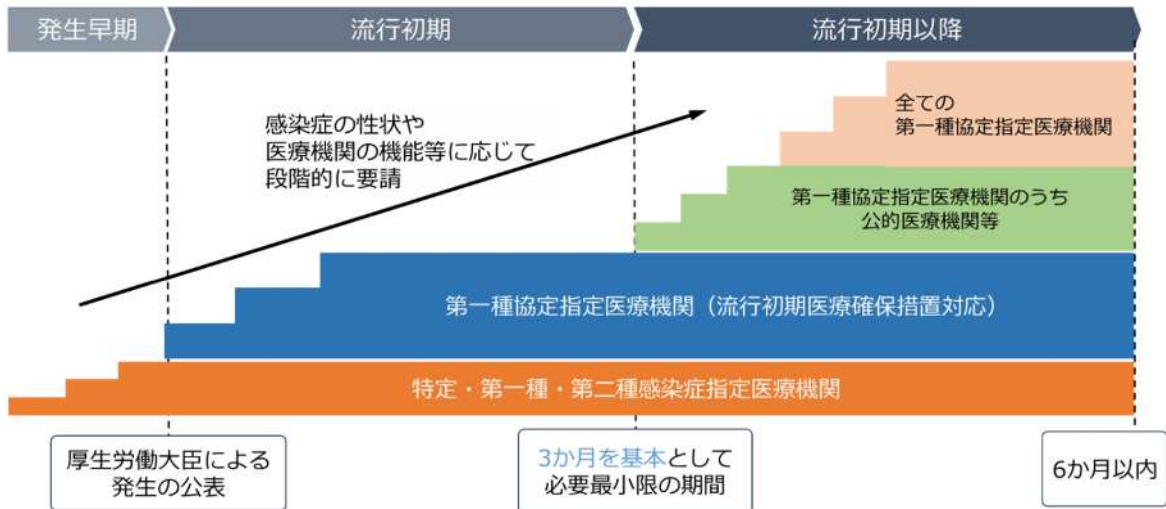 発生早期
流行初期
流行初期以降
感染症の性状や
医療機関の機能等に応じて
段階的に要請
全ての
第一種協定指定医療機関
第一種協定指定医療機関のうち
公的医療機関等
第一種協定指定医療機関（流行初期医療確保措置対応）
特定・第一種・第二種感染症指定医療機関
厚生労働大臣による
発生の公表
3か月を基本として
必要最小限の期間
6か月以内